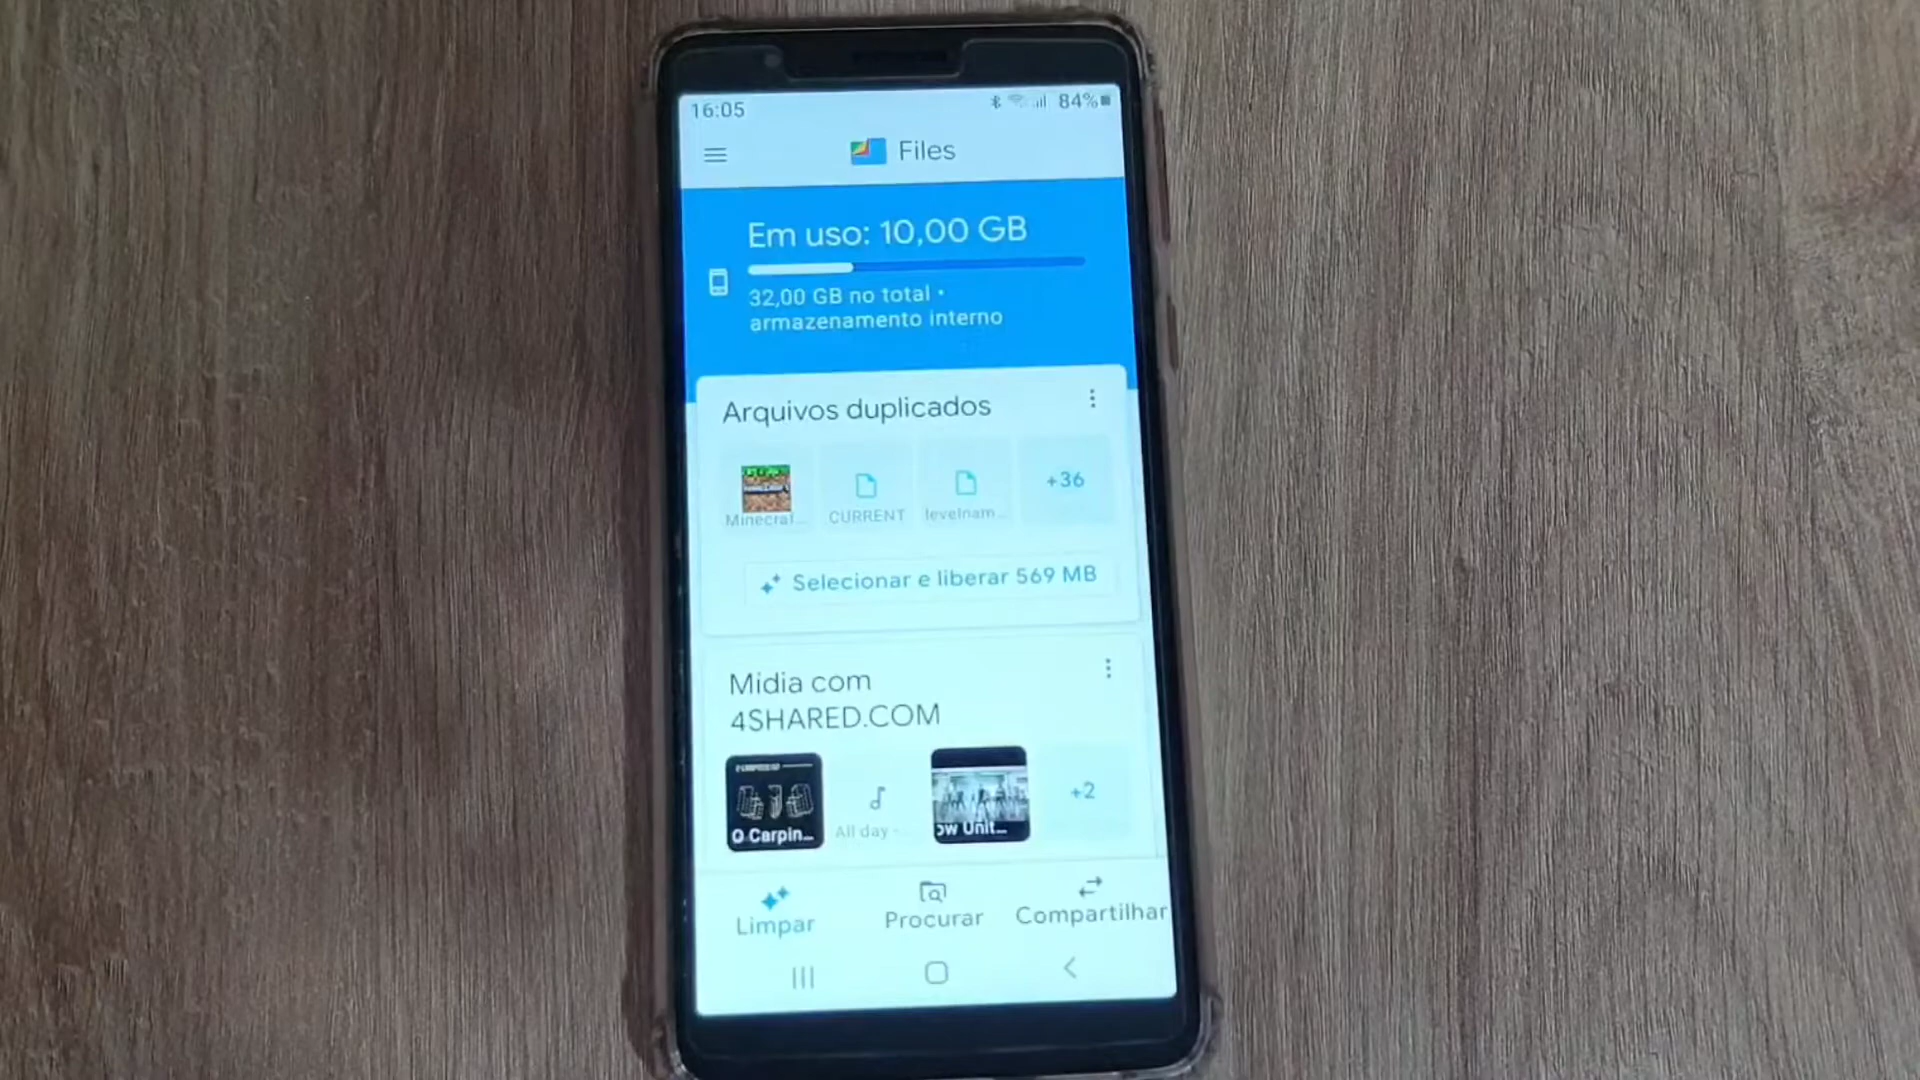 16:05
84%
Files
Em uso: 10,00 GB
32,00 GB no total •
armazenamento interno
Arquivos duplicados
Minecraf...
CURRENT
levelnam...
+36
Selecionar e liberar 569 MB
Mídia com
4SHARED.COM
O Carpin...
All day -
ow Unit...
+2
Limpar
Procurar
Compartilhar